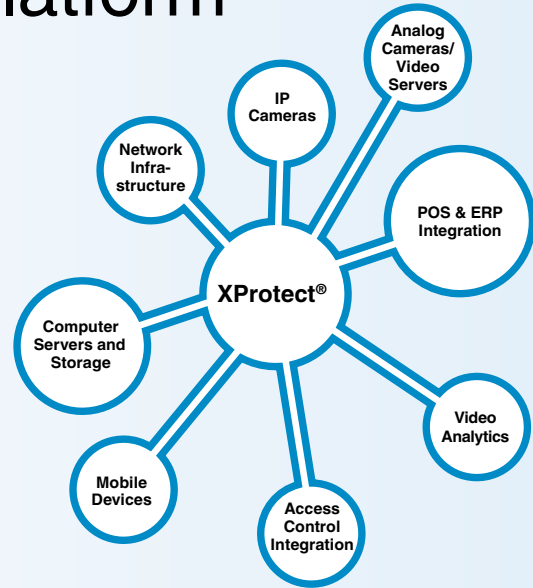 Analog
Cameras/
Video
Servers
IP
Cameras
Network
Infra-
structure
POS & ERP
Integration
XProtect®
Computer
Servers and
Storage
Video
Analytics
Mobile
Devices
Access
Control
Integration